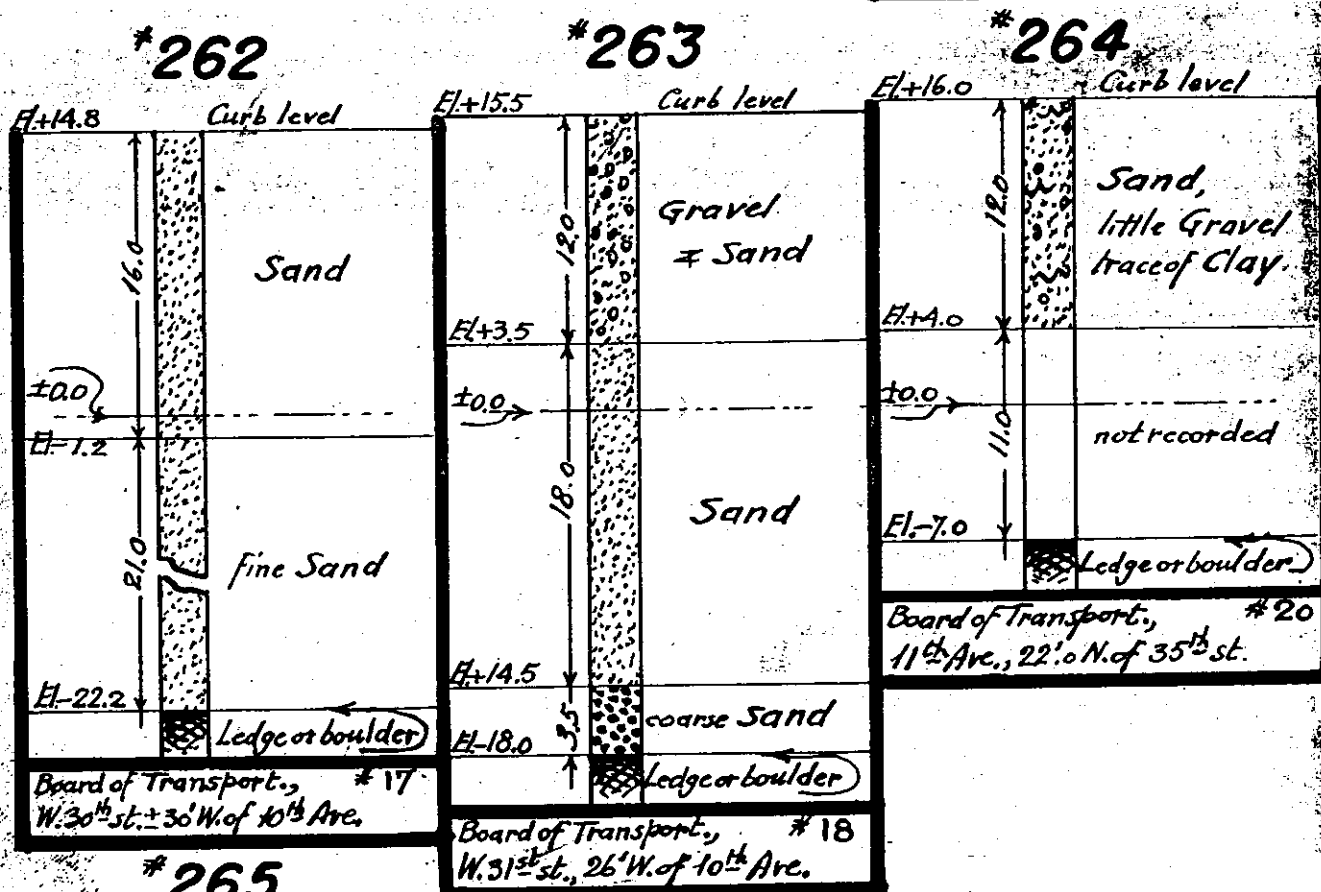 #262
El.+14.8
Curb level
16.0
Sand
±0.0
El.-1.2
21.0
fine Sand
El.-22.2
Ledge or boulder
Board of Transport., #17
W. 30th st. ± 30' W. of 10th Ave.
#263
El.+15.5
Curb level
12.0
Gravel
& Sand
El.+3.5
±0.0
18.0
Sand
El.+14.5
3.5
coarse Sand
El.-18.0
Ledge or boulder
Board of Transport., #18
W. 31st st., 26' W. of 10th Ave.
#264
El.+16.0
Curb level
12.0
Sand,
little Gravel
trace of Clay.
El.+4.0
±0.0
11.0
not recorded
El.-7.0
Ledge or boulder
Board of Transport., #20
11th Ave., 22'.0 N. of 35th st.
#265